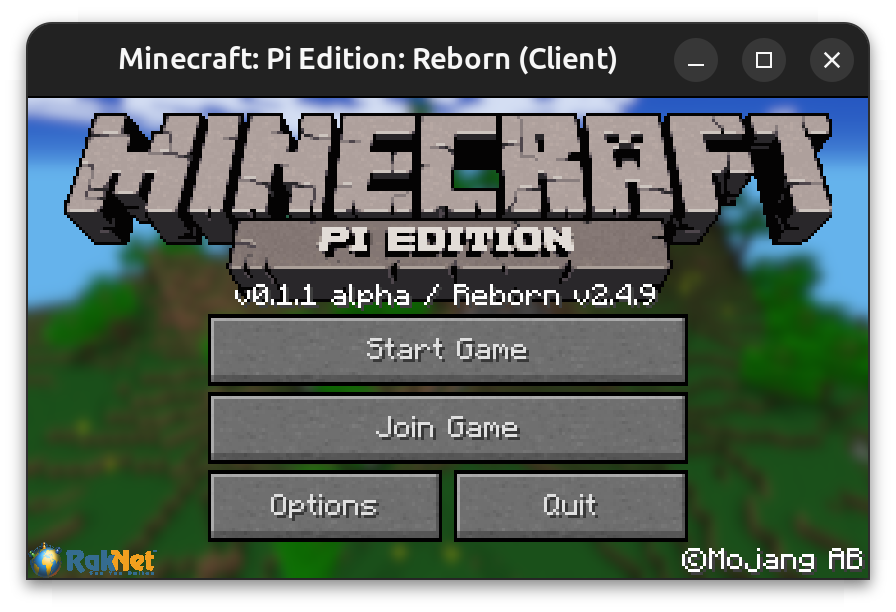 Minecraft: Pi Edition: Reborn (Client)
MINECRAFT
PI EDITION
v0.1.1 alpha / Reborn v2.4.9
Start Game
Join Game
Options Quit
RakNet
©Mojang AB